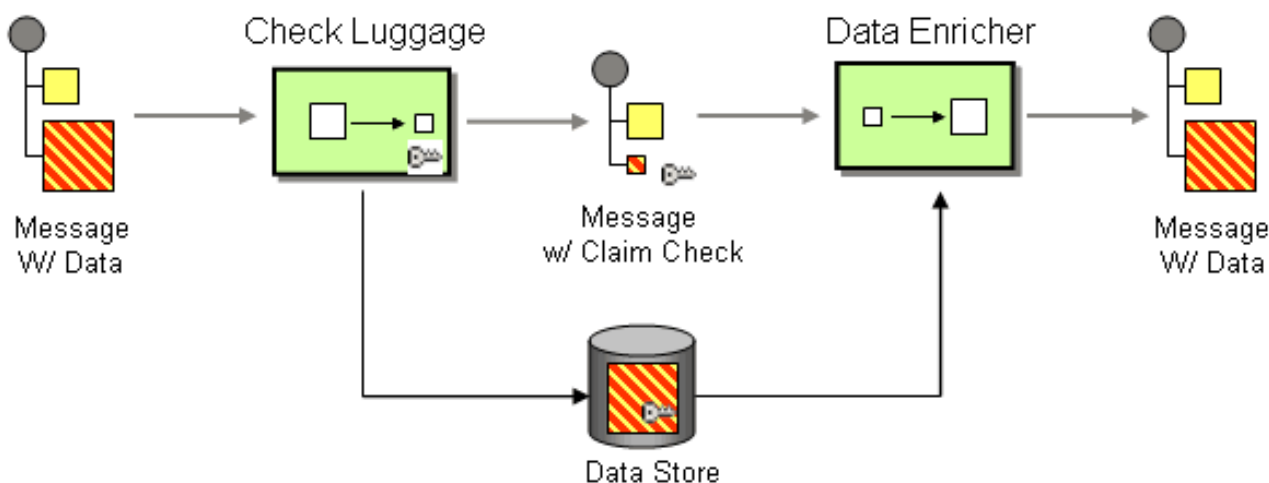 Check Luggage
Data Enricher
Message
W/ Data
Message
w/ Claim Check
Message
W/ Data
Data Store